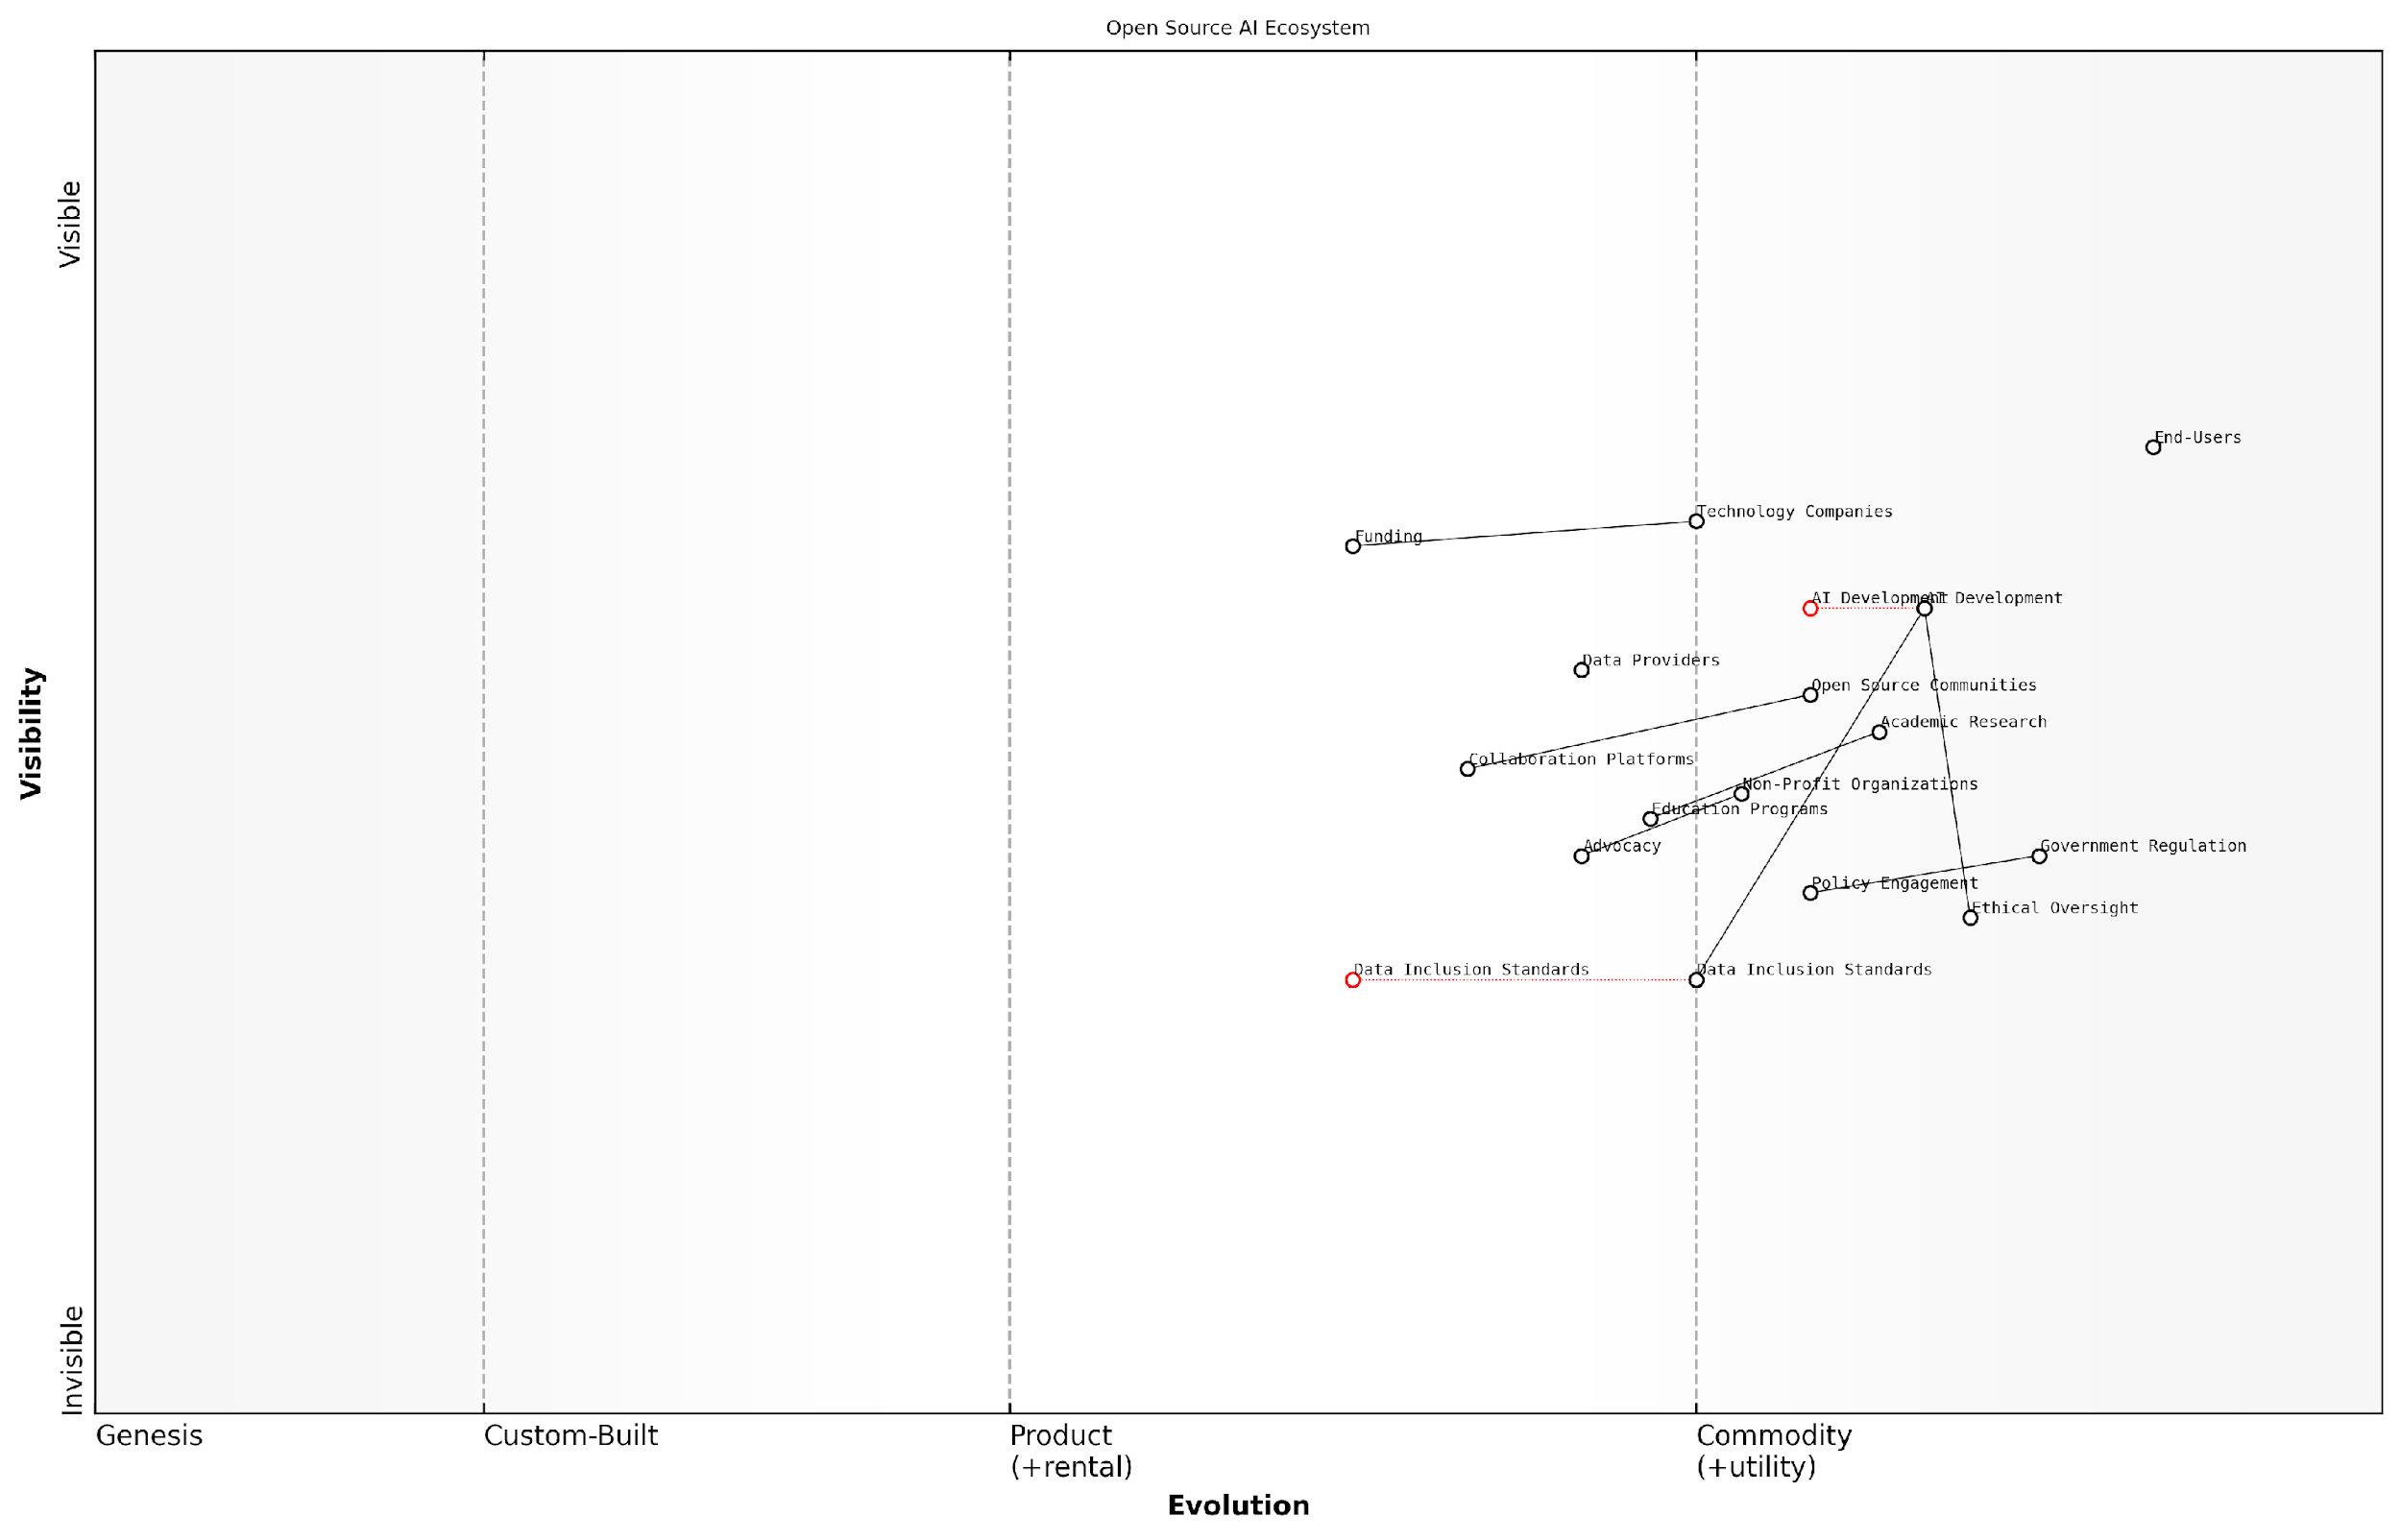 Open Source AI Ecosystem
Visible
Visibility
Invisible
End-Users
Technology Companies
Funding
AI Development
AI Development
Data Providers
Open Source Communities
Academic Research
Collaboration Platforms
Non-Profit Organizations
Education Programs
Advocacy
Government Regulation
Policy Engagement
Ethical Oversight
Data Inclusion Standards
Data Inclusion Standards
Genesis
Custom-Built
Product
(+rental)
Commodity
(+utility)
Evolution